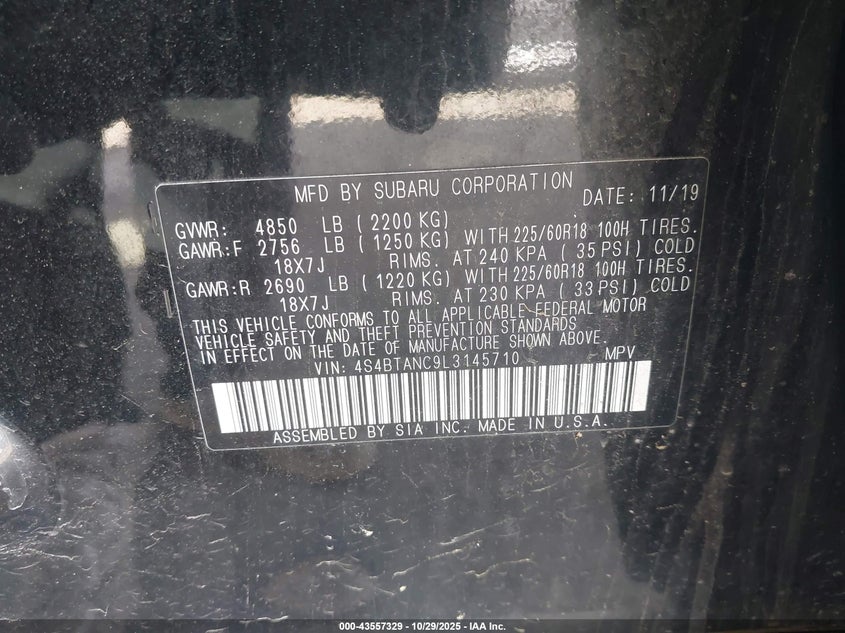 MFD BY SUBARU CORPORATION DATE: 11/19
GVWR: 4850 LB (2200 KG)
GAWR:F 2756 LB (1250 KG) WITH 225/60R18 100H TIRES.
18X7J RIMS. AT 240 KPA (35 PSI) COLD
GAWR:R 2690 LB (1220 KG) WITH 225/60R18 100H TIRES.
18X7J RIMS. AT 230 KPA (33 PSI) COLD
THIS VEHICLE CONFORMS TO ALL APPLICABLE FEDERAL MOTOR
VEHICLE SAFETY AND THEFT PREVENTION STANDARDS
IN EFFECT ON THE DATE OF MANUFACTURE SHOWN ABOVE.
VIN: 4S4BTANC9L3145710 MPV
ASSEMBLED BY SIA INC. MADE IN U.S.A.
000-43557329 - 10/29/2025 - IAA Inc.